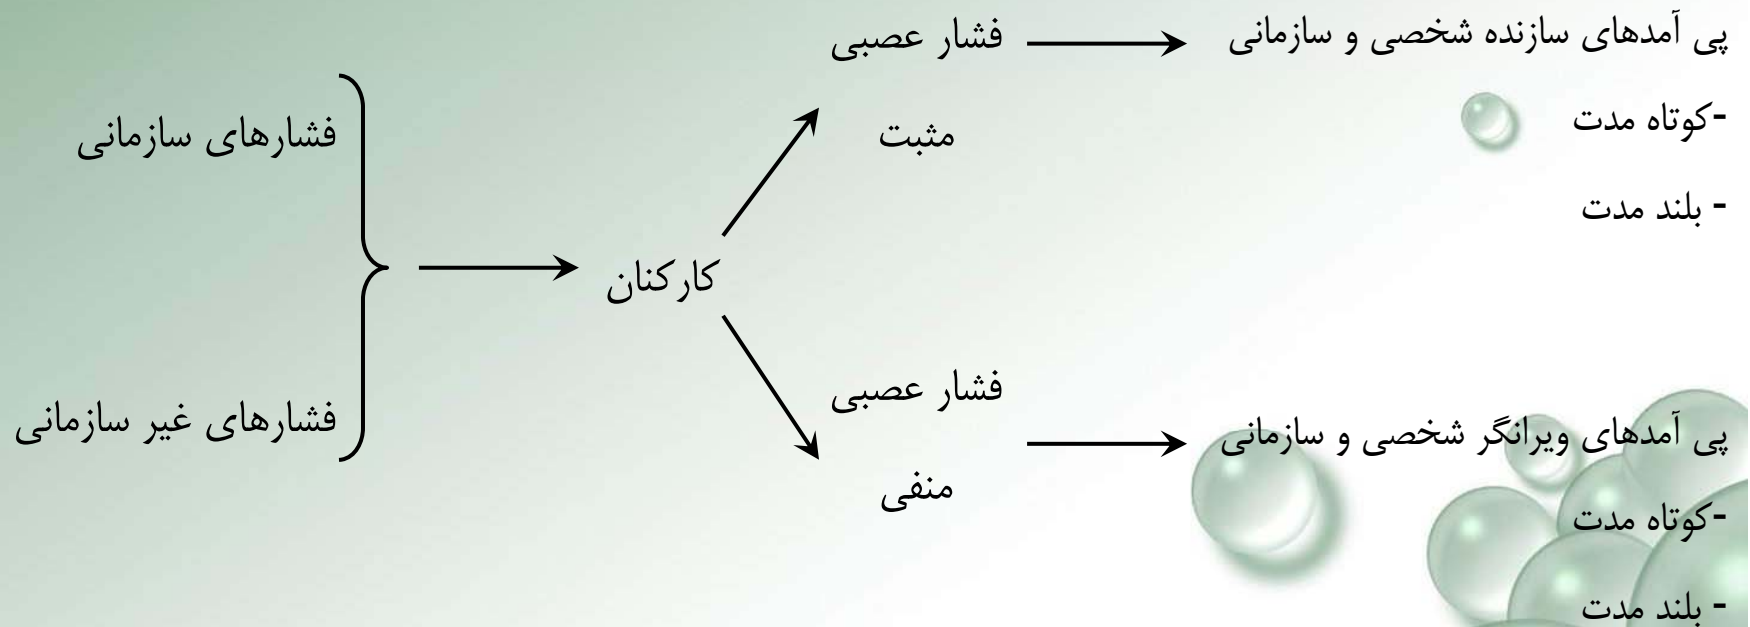 فشارهای سازمانی
فشارهای غیر سازمانی
کارکنان
فشار عصبی
مثبت
پی آمدهای سازنده شخصی و سازمانی
-کوتاه مدت
- بلند مدت
فشار عصبی
منفی
پی آمدهای ویرانگر شخصی و سازمانی
-کوتاه مدت
- بلند مدت